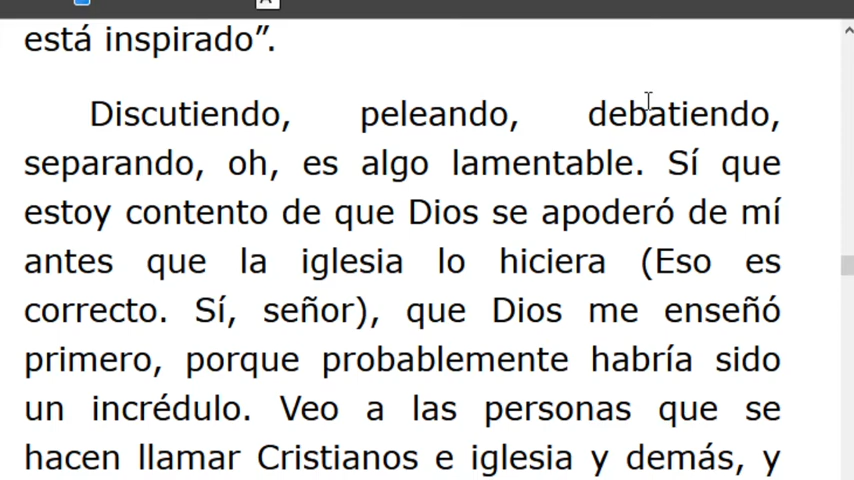 está inspirado”.
Discutiendo, peleando, debatiendo,
separando, oh, es algo lamentable. Sí que
estoy contento de que Dios se apoderó de mí
antes que la iglesia lo hiciera (Eso es
correcto. Sí, señor), que Dios me enseñó
primero, porque probablemente habría sido
un incrédulo. Veo a las personas que se
hacen llamar Cristianos e iglesia y demás, y